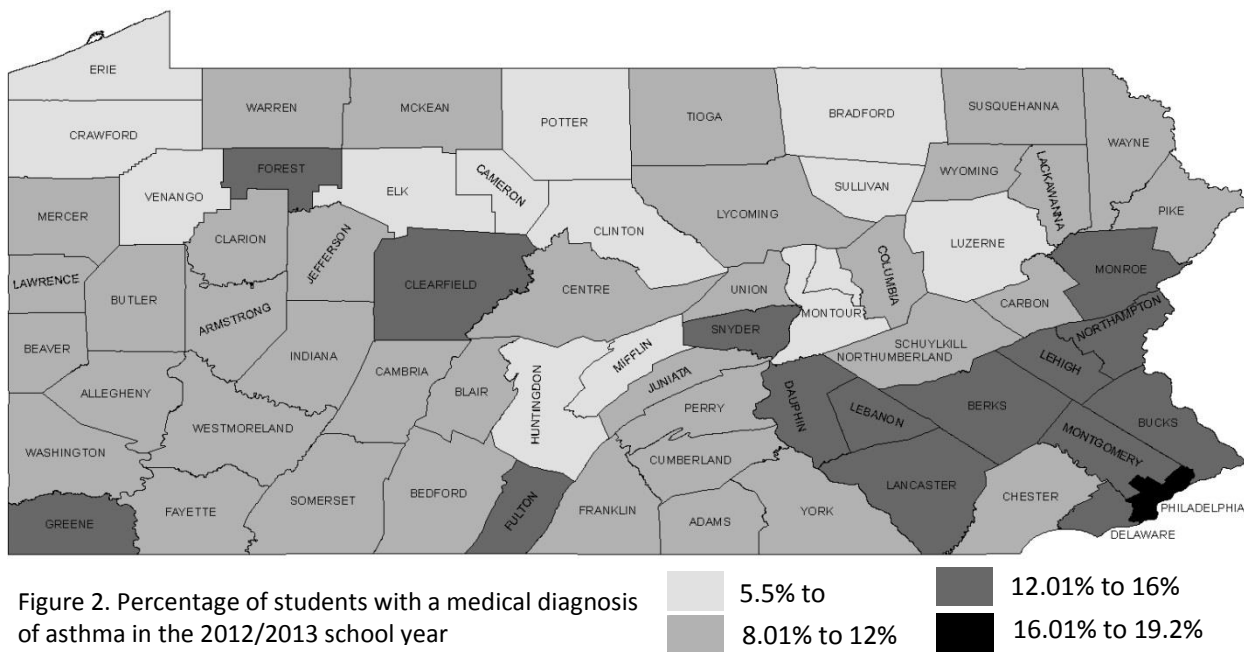 ERIE
WARREN
MCKEAN
POTTER
TIOGA
BRADFORD
SUSQUEHANNA
CRAWFORD
WAYNE
FOREST
CAMERON
WYOMING
LACKAWANNA
VENANGO
ELK
SULLIVAN
MERCER
LYCOMING
PIKE
CLARION
JEFFERSON
CLINTON
LUZERNE
COLUMBIA
LAWRENCE
BUTLER
CLEARFIELD
CENTRE
UNION
MONROE
CARBON
ARMSTRONG
MONTOUR
SNYDER
NORTHAMPTON
BEAVER
INDIANA
MIFFLIN
SCHUYLKILL
NORTHUMBERLAND
LEHIGH
CAMBRIA
BLAIR
JUNIATA
ALLEGHENY
HUNTINGDON
PERRY
DAUPHIN
LEBANON
BERKS
BUCKS
WESTMORELAND
MONTGOMERY
WASHINGTON
CUMBERLAND
LANCASTER
SOMERSET
BEDFORD
FULTON
CHESTER
GREENE
FAYETTE
FRANKLIN
ADAMS
YORK
PHILADELPHIA
DELAWARE
Figure 2. Percentage of students with a medical diagnosis
of asthma in the 2012/2013 school year
5.5% to
8.01% to 12%
12.01% to 16%
16.01% to 19.2%